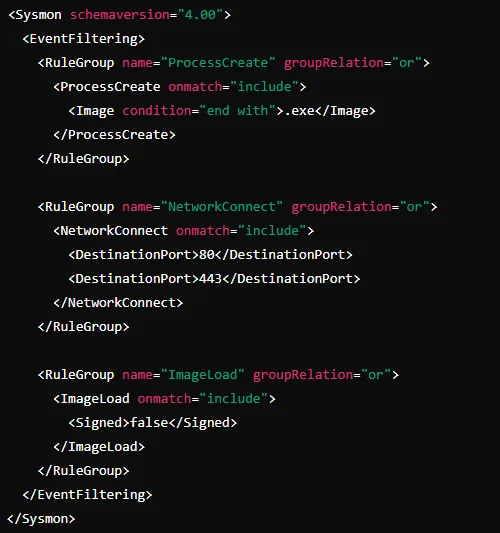 <Sysmon schemaversion="4.00">
  <EventFiltering>
    <RuleGroup name="ProcessCreate" groupRelation="or">
      <ProcessCreate onmatch="include">
        <Image condition="end with">.exe</Image>
      </ProcessCreate>
    </RuleGroup>

    <RuleGroup name="NetworkConnect" groupRelation="or">
      <NetworkConnect onmatch="include">
        <DestinationPort>80</DestinationPort>
        <DestinationPort>443</DestinationPort>
      </NetworkConnect>
    </RuleGroup>

    <RuleGroup name="ImageLoad" groupRelation="or">
      <ImageLoad onmatch="include">
        <Signed>false</Signed>
      </ImageLoad>
    </RuleGroup>
  </EventFiltering>
</Sysmon>